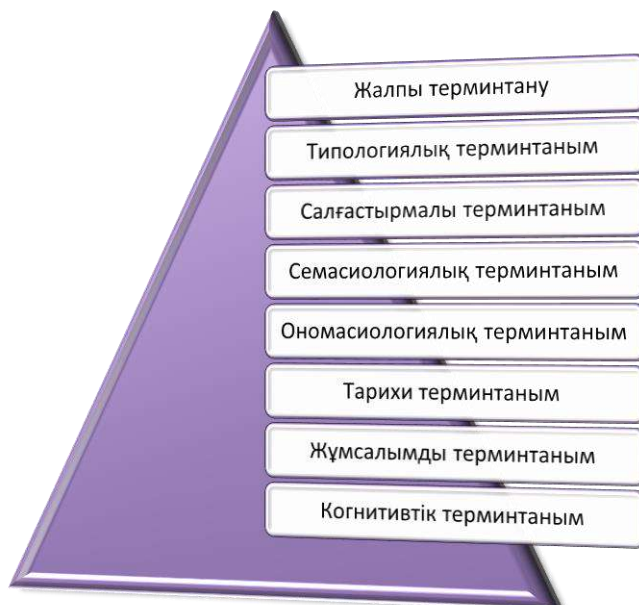 Жалпы терминтану
Типологиялық терминтаным
Салғастырмалы терминтаным
Семасиологиялық терминтаным
Ономасиологиялық терминтаным
Тарихи терминтаным
Жұмсалымды терминтаным
Когнитивтік терминтаным